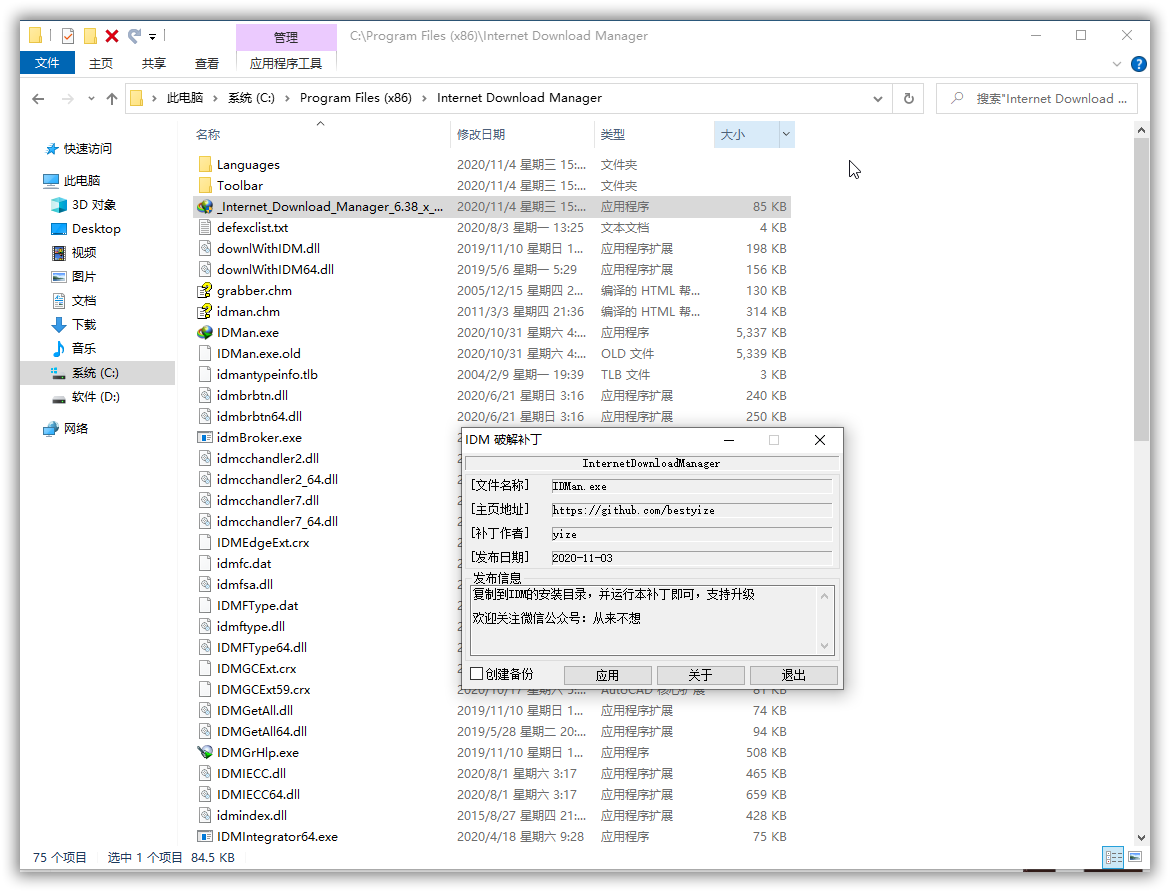 管理
C:\Program Files (x86)\Internet Download Manager
文件 主页 共享 查看 应用程序工具
此电脑 系统 (C:) Program Files (x86) Internet Download Manager
搜索"Internet Download ...
名称 修改日期 类型 大小
快速访问
此电脑
3D 对象
Desktop
视频
图片
文档
下载
音乐
系统 (C:)
软件 (D:)
网络
Languages 2020/11/4 星期三 15:... 文件夹
Toolbar 2020/11/4 星期三 15:... 文件夹
_Internet_Download_Manager_6.38_x_... 2020/11/4 星期三 15:... 应用程序 85 KB
defexclist.txt 2020/8/3 星期一 13:25 文本文档 4 KB
downlWithIDM.dll 2019/11/10 星期日 1... 应用程序扩展 198 KB
downlWithIDM64.dll 2019/5/6 星期一 5:29 应用程序扩展 156 KB
grabber.chm 2005/12/15 星期四 2... 编译的 HTML 帮... 130 KB
idman.chm 2011/3/3 星期四 21:36 编译的 HTML 帮... 314 KB
IDMan.exe 2020/10/31 星期六 4:... 应用程序 5,337 KB
IDMan.exe.old 2020/10/31 星期六 4:... OLD 文件 5,339 KB
idmantypeinfo.tlb 2004/2/9 星期一 19:39 TLB 文件 3 KB
idmbrbtn.dll 2020/6/21 星期日 3:16 应用程序扩展 240 KB
idmbrbtn64.dll 2020/6/21 星期日 3:16 应用程序扩展 250 KB
idmBroker.exe
idmcchandler2.dll
idmcchandler2_64.dll
idmcchandler7.dll
idmcchandler7_64.dll
IDMEdgeExt.crx
idmfc.dat
idmfsa.dll
IDMFType.dat
idmftype.dll
IDMFType64.dll
IDMGCExt.crx
IDMGCExt59.crx 2020/10/17 星期六 5:... AutoCAD 核心扩展 81 KB
IDMGetAll.dll 2019/11/10 星期日 1... 应用程序扩展 74 KB
IDMGetAll64.dll 2019/5/28 星期二 20:... 应用程序扩展 94 KB
IDMGrHlp.exe 2019/11/10 星期日 1... 应用程序 508 KB
IDMIECC.dll 2020/8/1 星期六 3:17 应用程序扩展 465 KB
IDMIECC64.dll 2020/8/1 星期六 3:17 应用程序扩展 659 KB
idmindex.dll 2015/8/27 星期四 21:... 应用程序扩展 428 KB
IDMIntegrator64.exe 2020/4/18 星期六 9:28 应用程序 75 KB
IDM 破解补丁
InternetDownloadManager
[文件名称] IDMan.exe
[主页地址] https://github.com/bestyize
[补丁作者] yize
[发布日期] 2020-11-03
发布信息
复制到IDM的安装目录，并运行本补丁即可，支持升级
欢迎关注微信公众号：从来不想
创建备份 应用 关于 退出
75 个项目 选中 1 个项目 84.5 KB